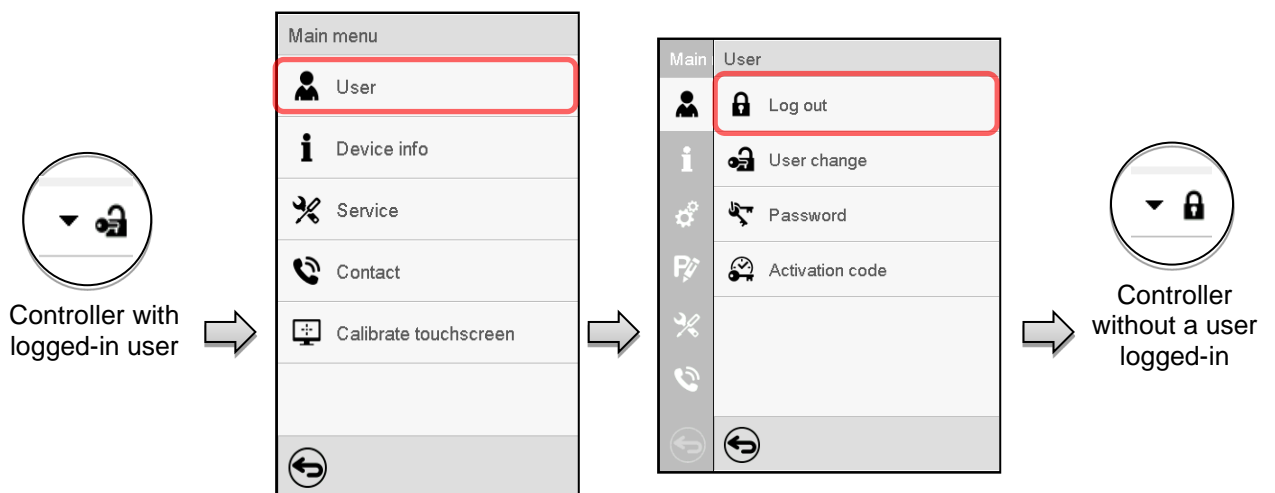 Controller with
logged-in user
Main menu
User
Device info
Service
Contact
Calibrate touchscreen
Main
User
Log out
User change
Password
Activation code
Controller
without a user
logged-in